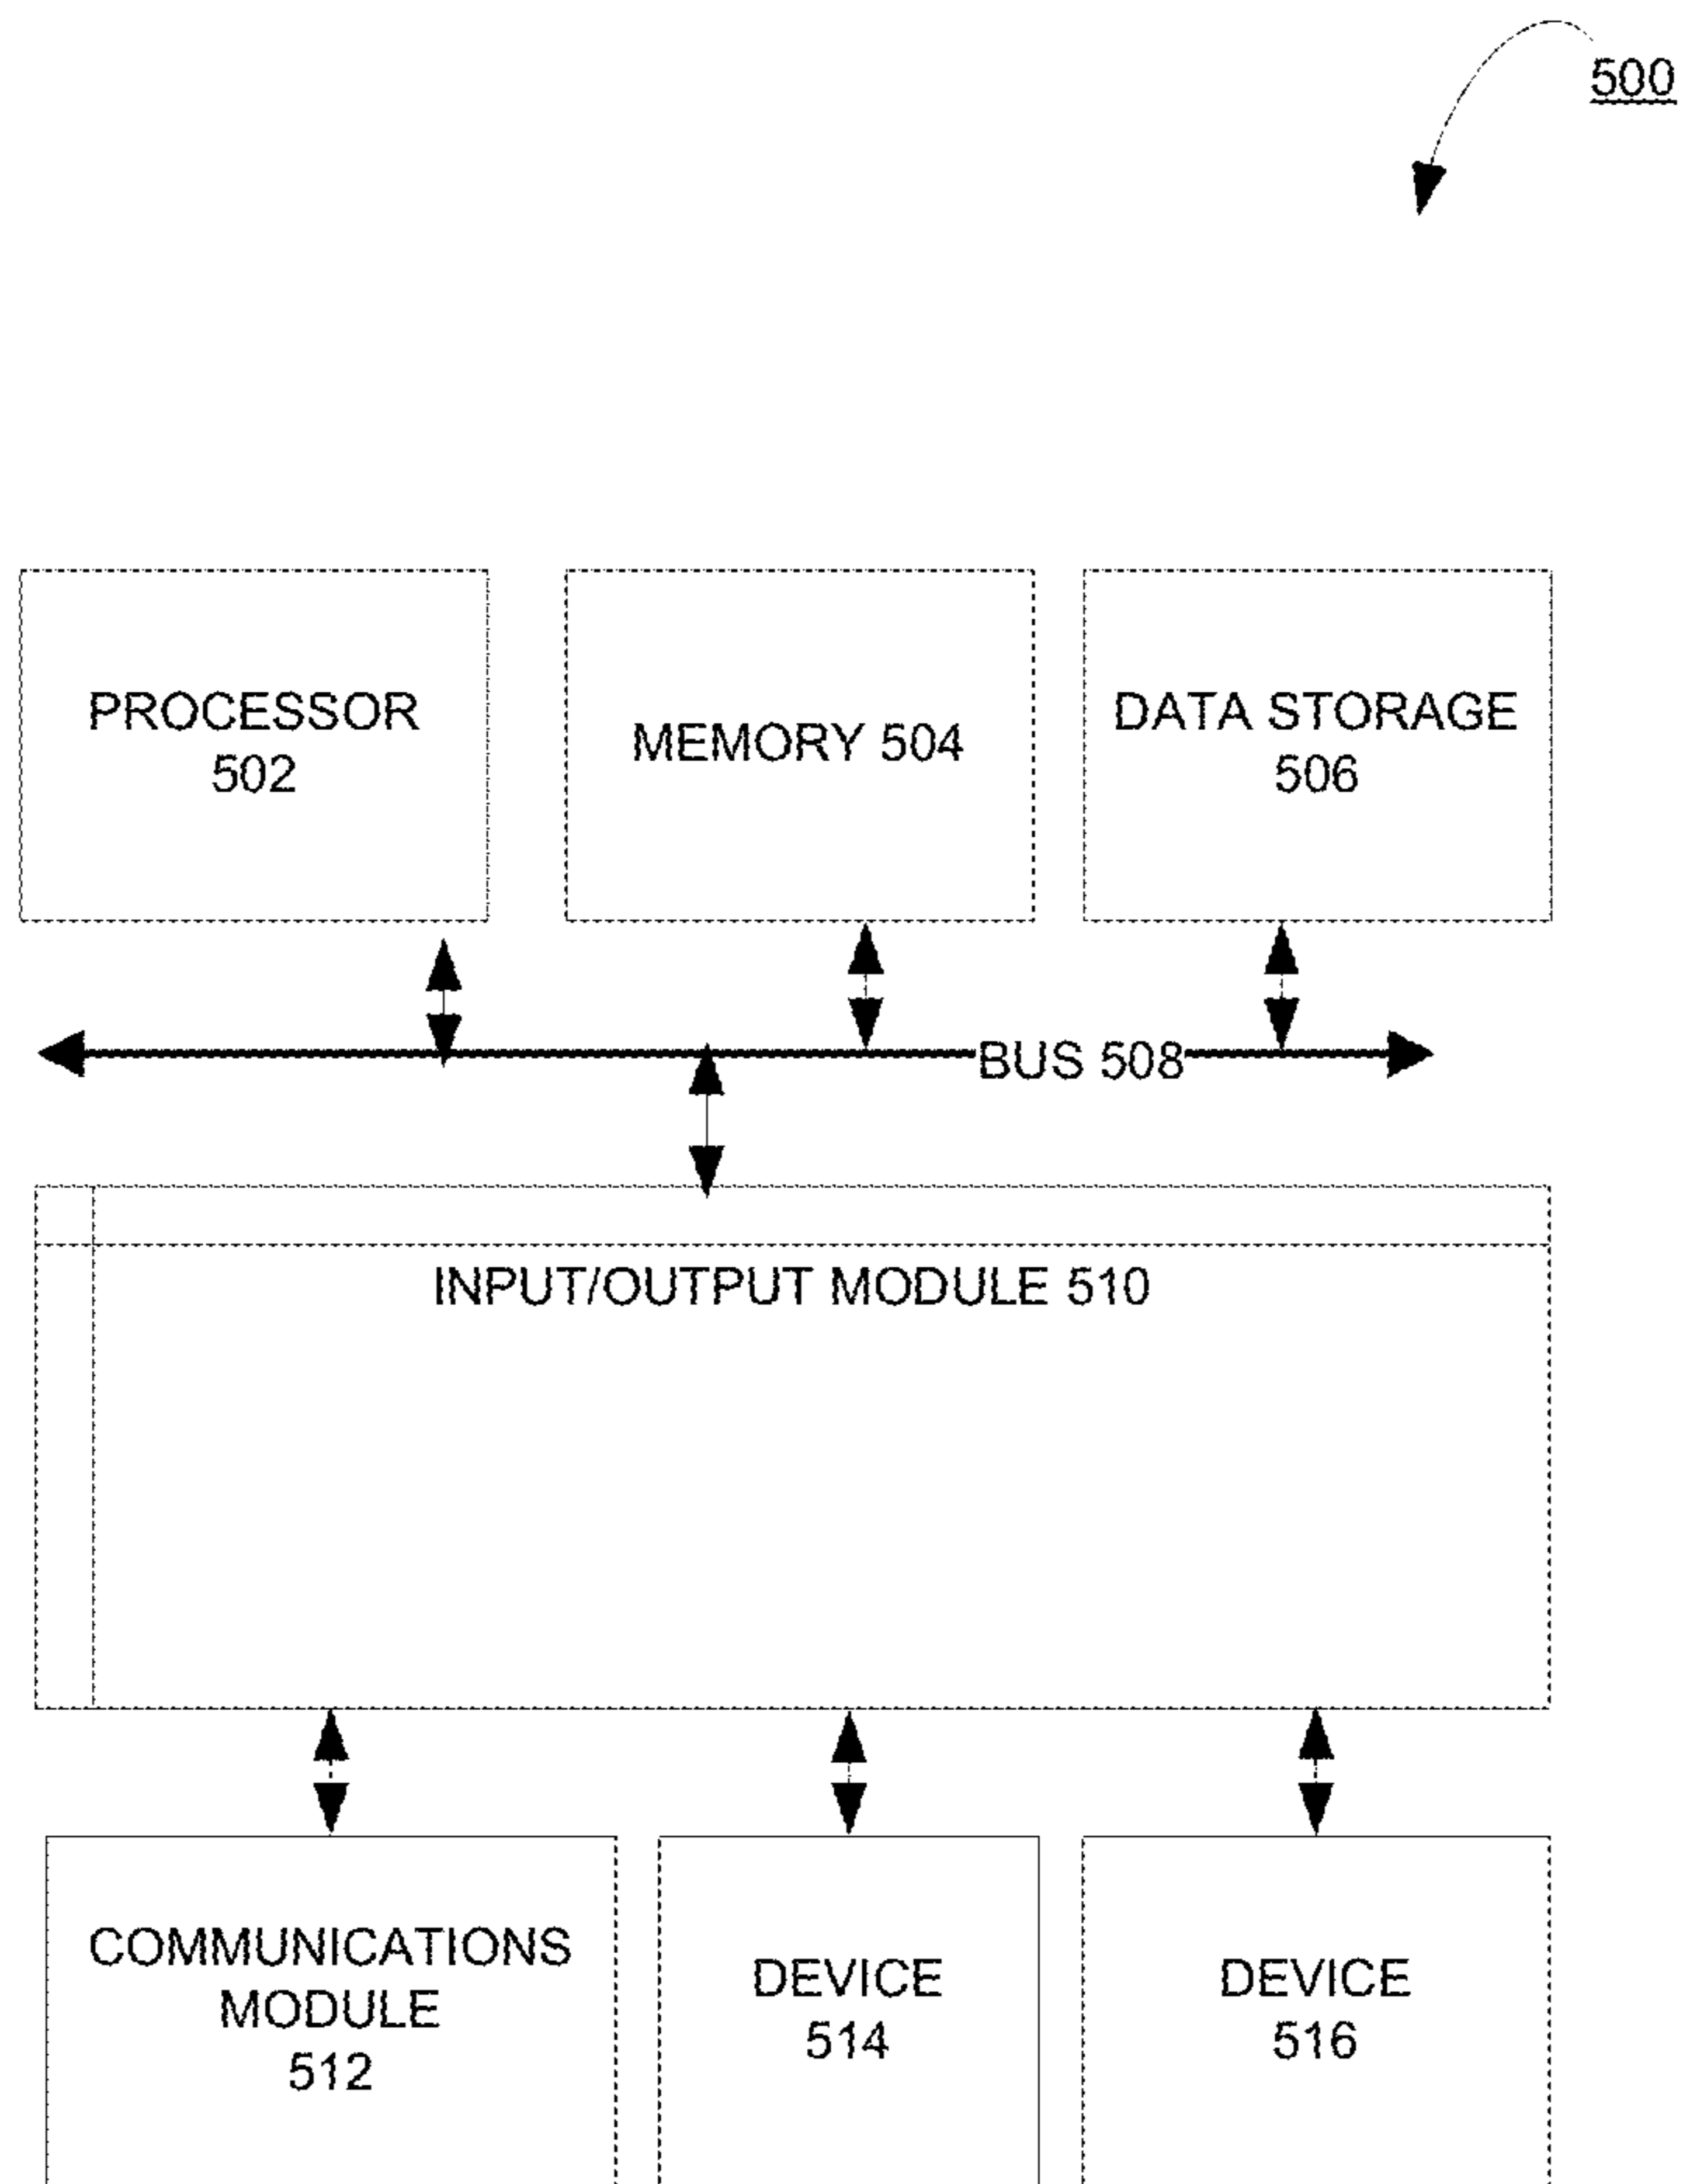 500
PROCESSOR
502
MEMORY 504
DATA STORAGE
506
BUS 508
INPUT/OUTPUT MODULE 510
COMMUNICATIONS
MODULE
512
DEVICE
514
DEVICE
516